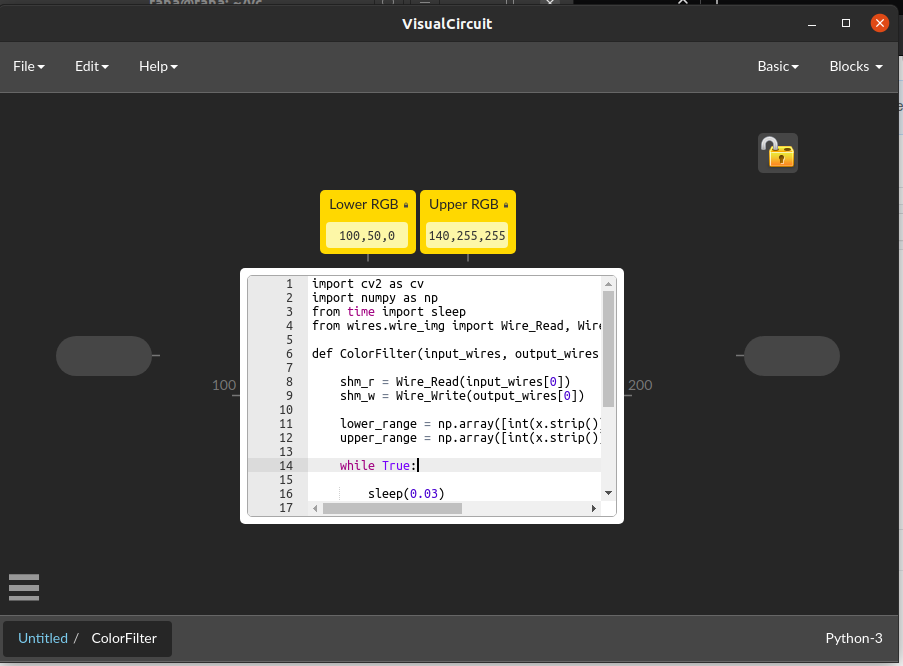 VisualCircuit
File Edit Help Basic Blocks
Lower RGB Upper RGB
100,50,0 140,255,255
1 import cv2 as cv
2 import numpy as np
3 from time import sleep
4 from wires.wire_img import Wire_Read, Wire
5
6 def ColorFilter(input_wires, output_wires
7
8 shm_r = Wire_Read(input_wires[0])
9 shm_w = Wire_Write(output_wires[0])
10
11 lower_range = np.array([int(x.strip()
12 upper_range = np.array([int(x.strip()
13
14 while True:
15
16 sleep(0.03)
17
100 200
Untitled / ColorFilter Python-3